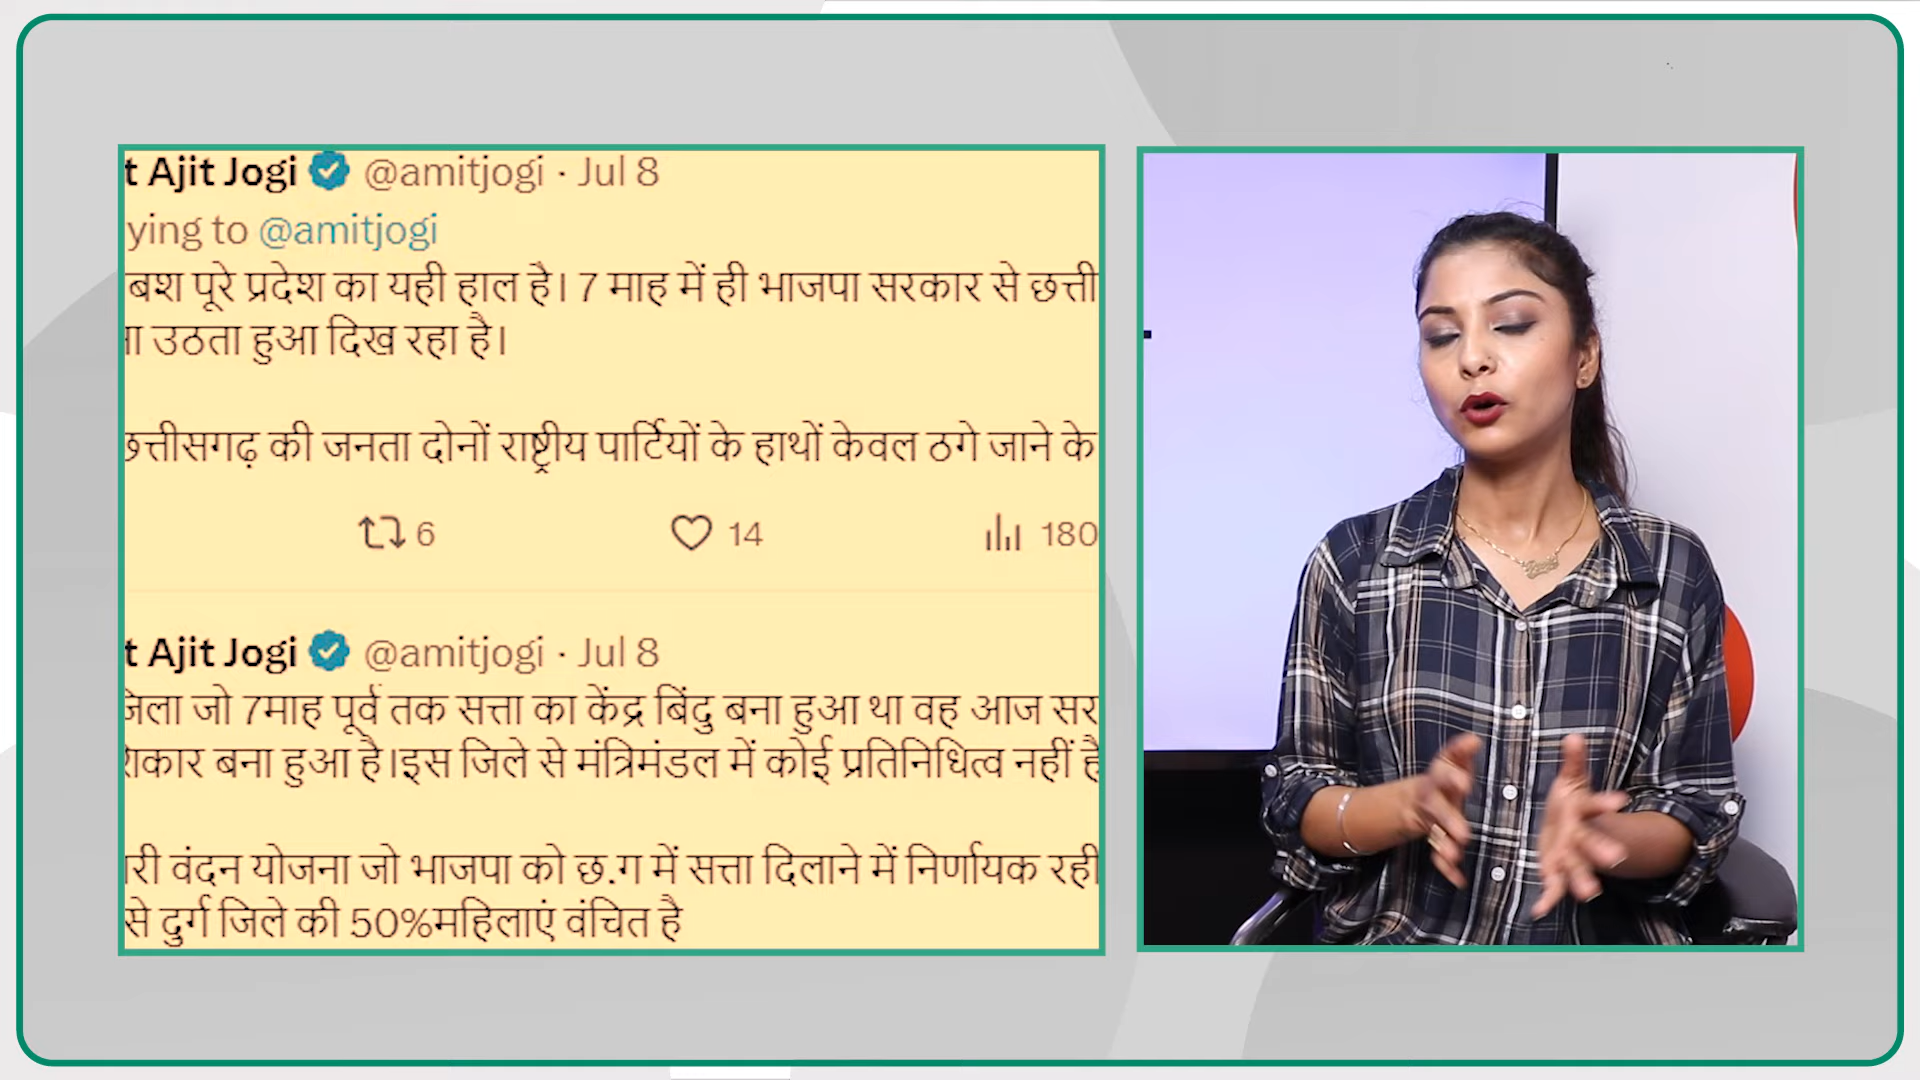 t Ajit Jogi @amitjogi · Jul 8
ying to @amitjogi
बश पूरे प्रदेश का यही हाल है। 7 माह में ही भाजपा सरकार से छत्ती
ा उठता हुआ दिख रहा है।
छत्तीसगढ़ की जनता दोनों राष्ट्रीय पार्टियों के हाथों केवल ठगे जाने के
6 14 180
t Ajit Jogi @amitjogi · Jul 8
जिला जो 7माह पूर्व तक सत्ता का केंद्र बिंदु बना हुआ था वह आज सर
शिकार बना हुआ है।इस जिले से मंत्रिमंडल में कोई प्रतिनिधित्व नहीं है
री वंदन योजना जो भाजपा को छ.ग में सत्ता दिलाने में निर्णायक रही
से दुर्ग जिले की 50%महिलाएं वंचित है